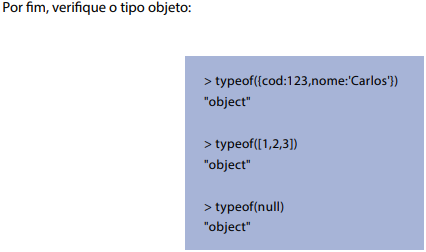 Por fim, verifique o tipo objeto:
> typeof({cod:123,nome:'Carlos'})
"object"
> typeof([1,2,3])
"object"
> typeof(null)
"object"